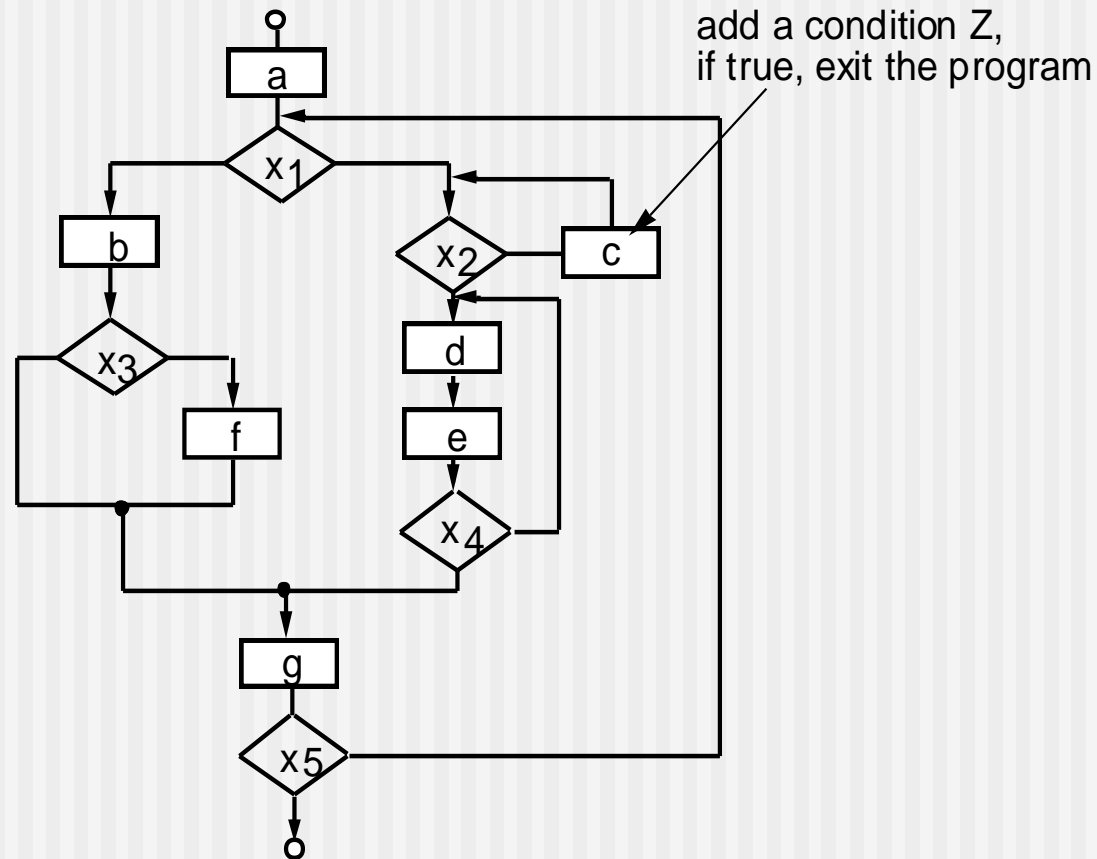 add a condition Z,
if true, exit the program
a
x1
b
x2
c
x3
d
f
e
x4
g
x5